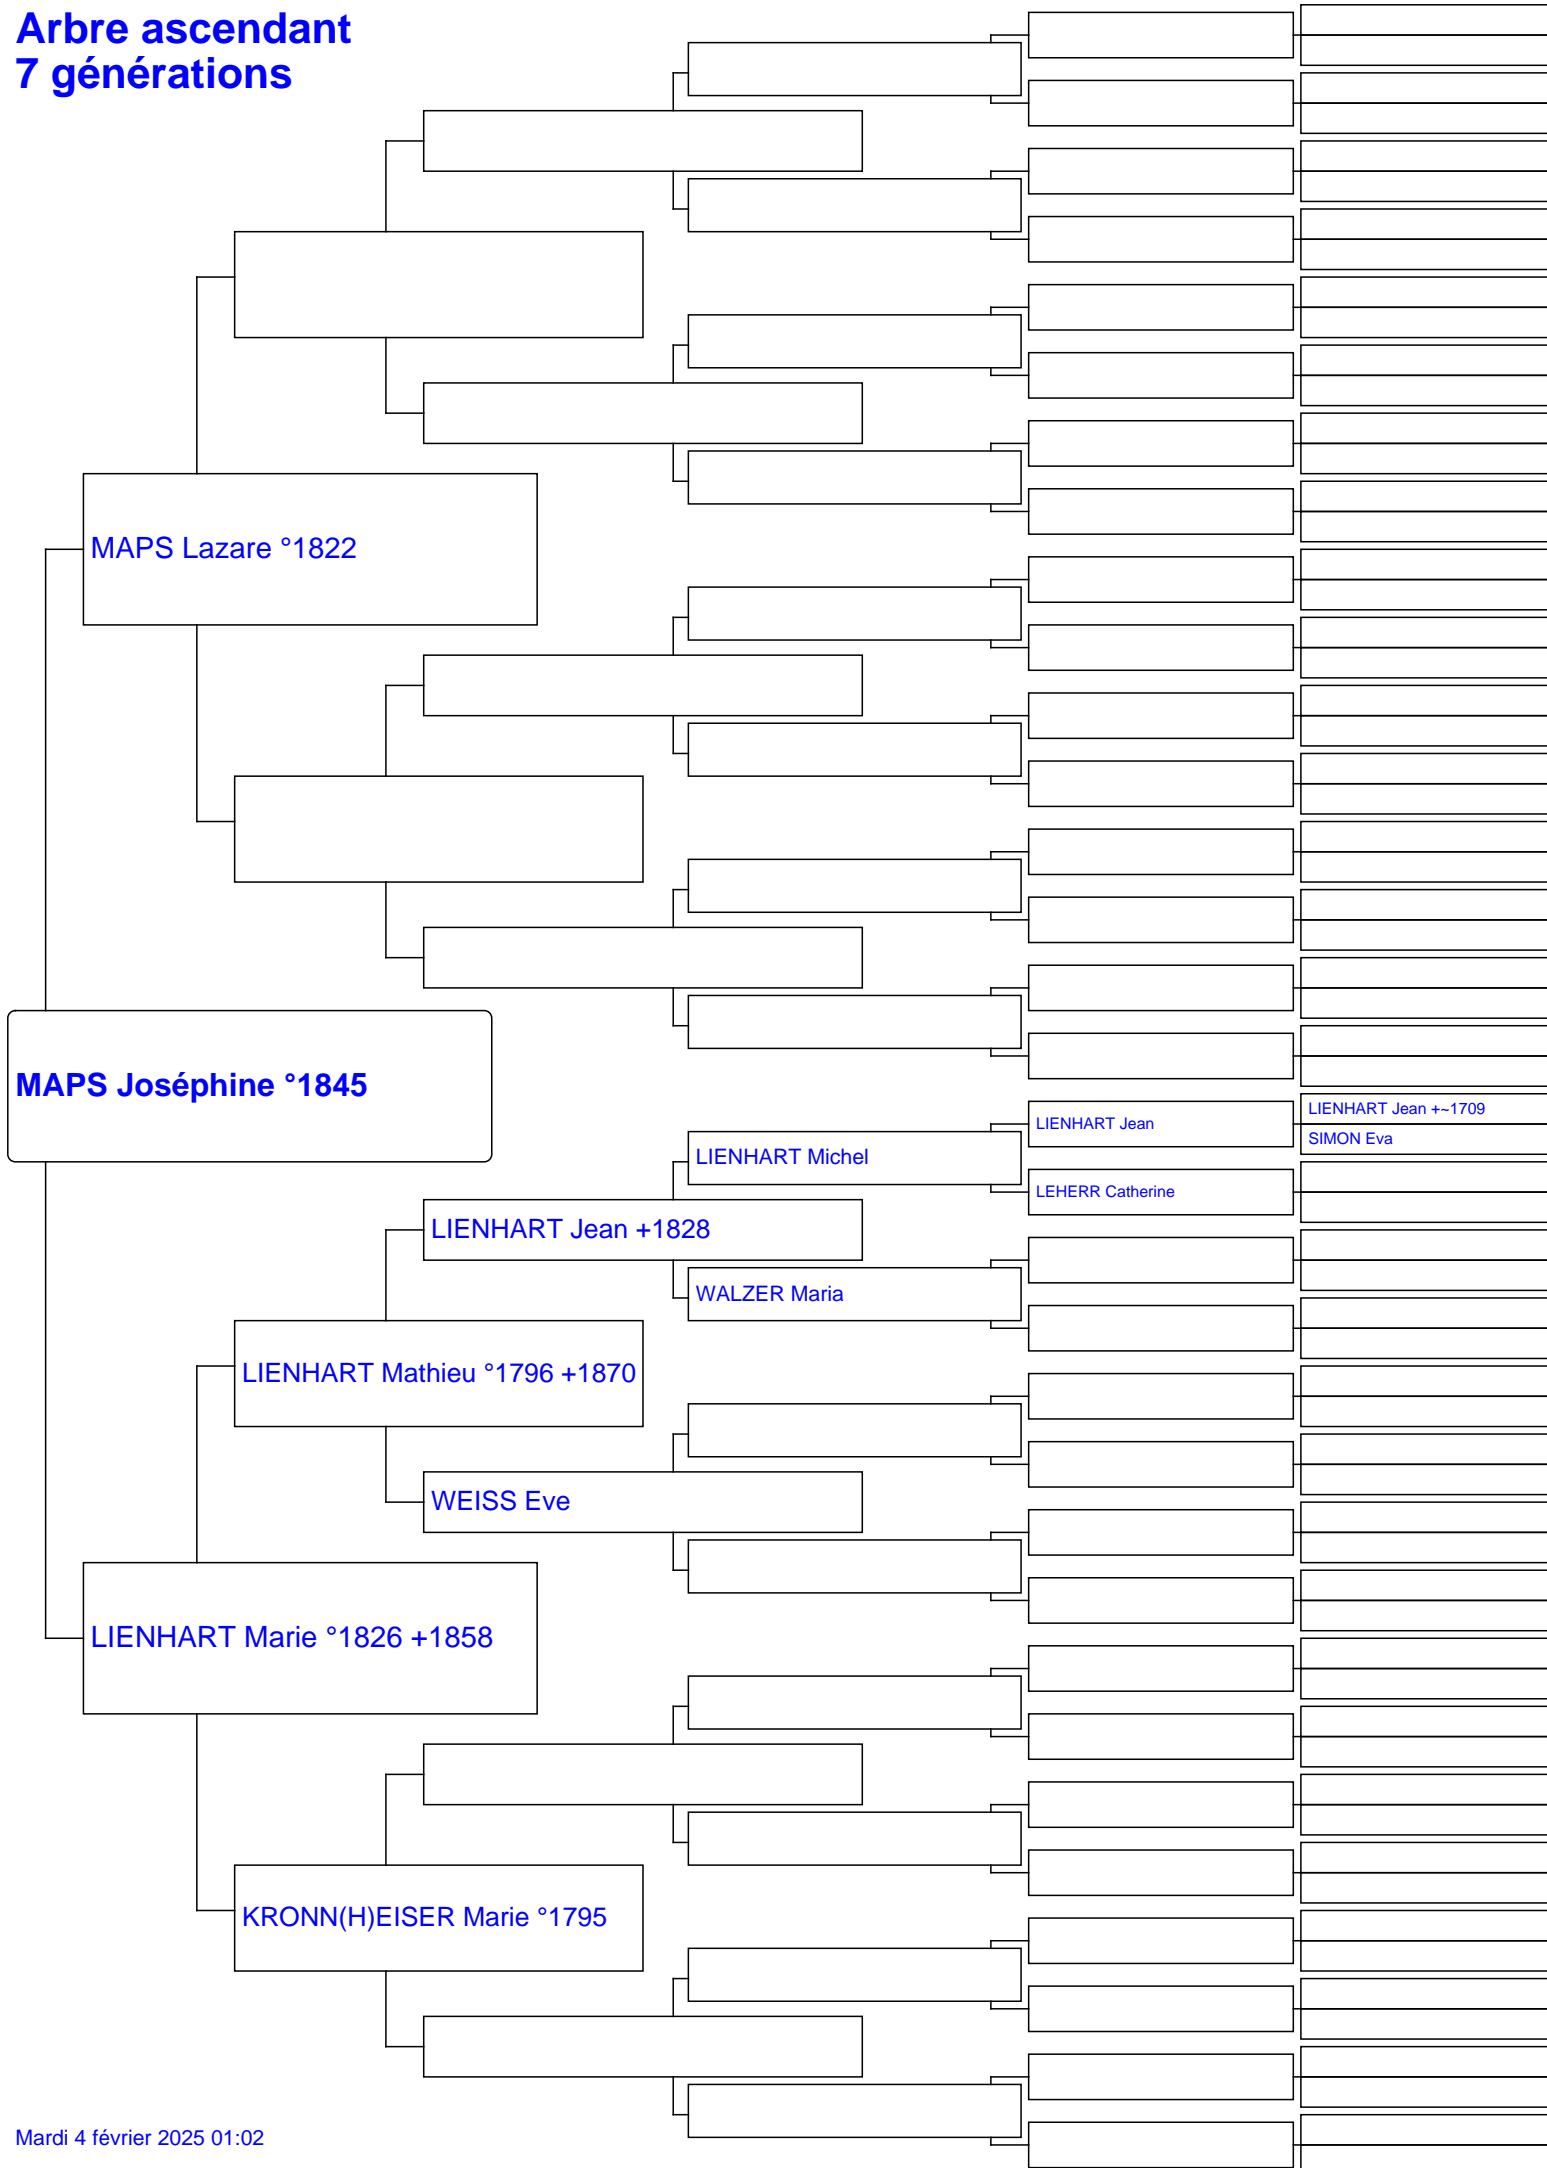 Arbre ascendant
7 générations
MAPS Lazare °1822
MAPS Joséphine °1845
LIENHART Jean
LIENHART Jean +~1709
SIMON Eva
LIENHART Michel
LEHERR Catherine
LIENHART Jean +1828
WALZER Maria
LIENHART Mathieu °1796 +1870
WEISS Eve
LIENHART Marie °1826 +1858
KRONN(H)EISER Marie °1795
Mardi 4 février 2025 01:02